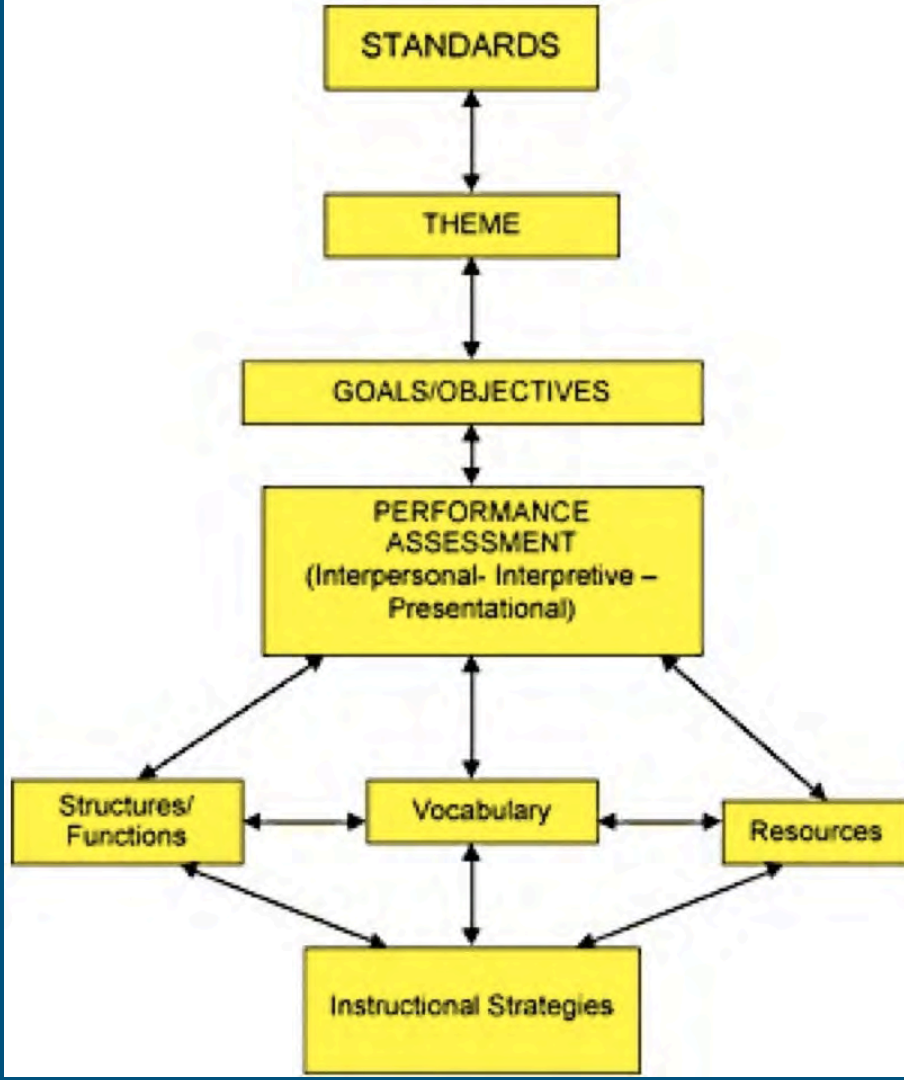 STANDARDS
THEME
GOALS/OBJECTIVES
PERFORMANCE
ASSESSMENT
(Interpersonal- Interpretive –
Presentational)
Structures/
Functions
Vocabulary
Resources
Instructional Strategies